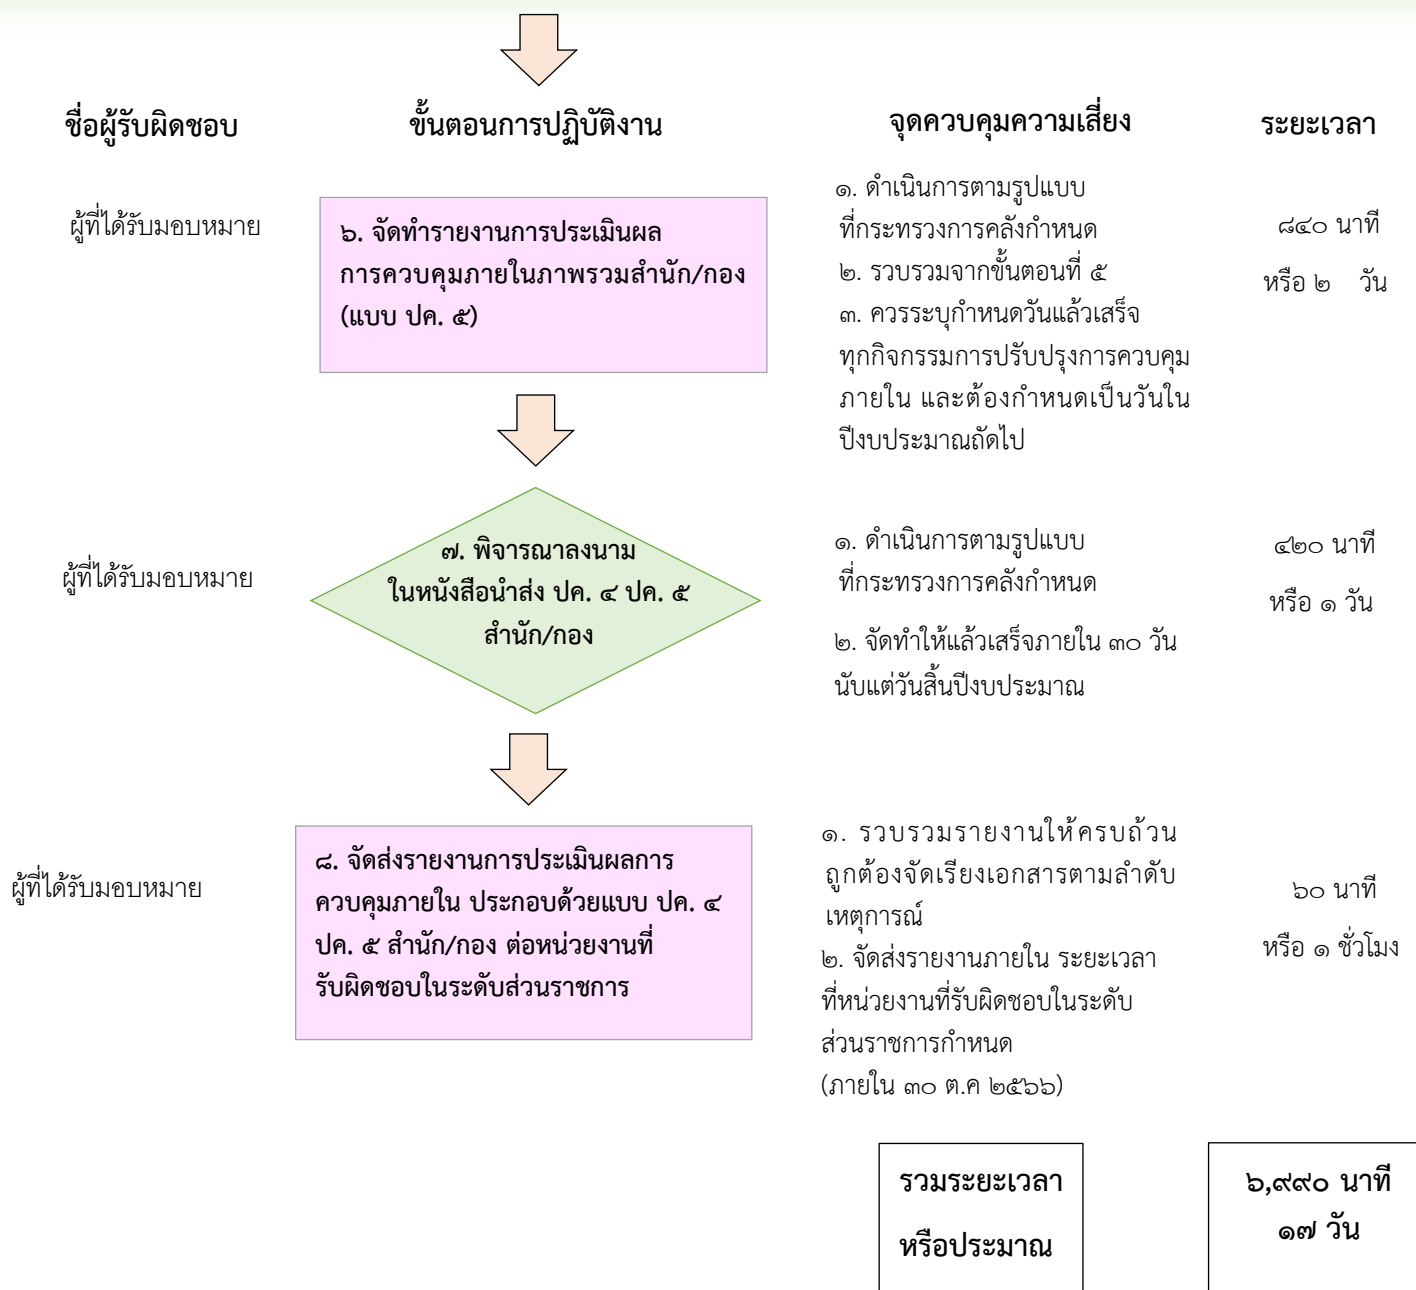 ชื่อผู้รับผิดชอบ
ขั้นตอนการปฏิบัติงาน
จุดควบคุมความเสี่ยง
ระยะเวลา
ผู้ที่ได้รับมอบหมาย
๖. จัดทำรายงานการประเมินผล
การควบคุมภายในภาพรวมสำนัก/กอง
(แบบ ปค. ๕)
๑. ดำเนินการตามรูปแบบ
ที่กระทรวงการคลังกำหนด
๒. รวบรวมจากขั้นตอนที่ ๕
๓. ควรระบุกำหนดวันแล้วเสร็จ
ทุกกิจกรรมการปรับปรุงการควบคุม
ภายใน และต้องกำหนดเป็นวันใน
ปีงบประมาณถัดไป
๘๔๐ นาที
หรือ ๒ วัน
ผู้ที่ได้รับมอบหมาย
๗. พิจารณาลงนาม
ในหนังสือนำส่ง ปค. ๔ ปค. ๕
สำนัก/กอง
๑. ดำเนินการตามรูปแบบ
ที่กระทรวงการคลังกำหนด
๒. จัดทำให้แล้วเสร็จภายใน ๓๐ วัน
นับแต่วันสิ้นปีงบประมาณ
๔๒๐ นาที
หรือ ๑ วัน
ผู้ที่ได้รับมอบหมาย
๘. จัดส่งรายงานการประเมินผลการ
ควบคุมภายใน ประกอบด้วยแบบ ปค. ๔
ปค. ๕ สำนัก/กอง ต่อหน่วยงานที่
รับผิดชอบในระดับส่วนราชการ
๑. รวบรวมรายงานให้ครบถ้วน
ถูกต้องจัดเรียงเอกสารตามลำดับ
เหตุการณ์
๒. จัดส่งรายงานภายใน ระยะเวลา
ที่หน่วยงานที่รับผิดชอบในระดับ
ส่วนราชการกำหนด
(ภายใน ๓๐ ต.ค ๒๕๖๖)
๖๐ นาที
หรือ ๑ ชั่วโมง
รวมระยะเวลา
หรือประมาณ
๖,๙๙๐ นาที
๑๗ วัน